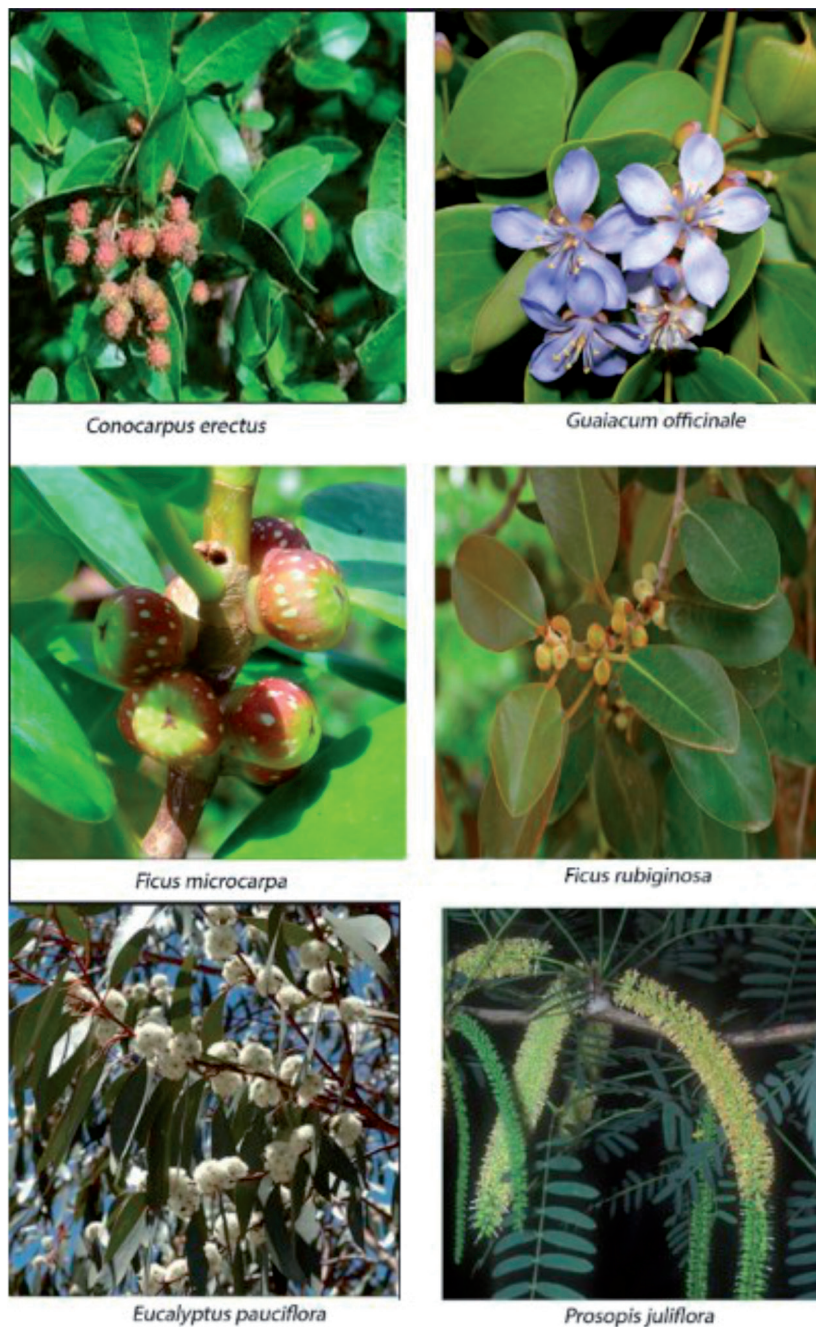 Conocarpus erectus
Guaiacum officinale
Ficus microcarpa
Ficus rubiginosa
Eucalyptus pauciflora
Prosopis juliflora